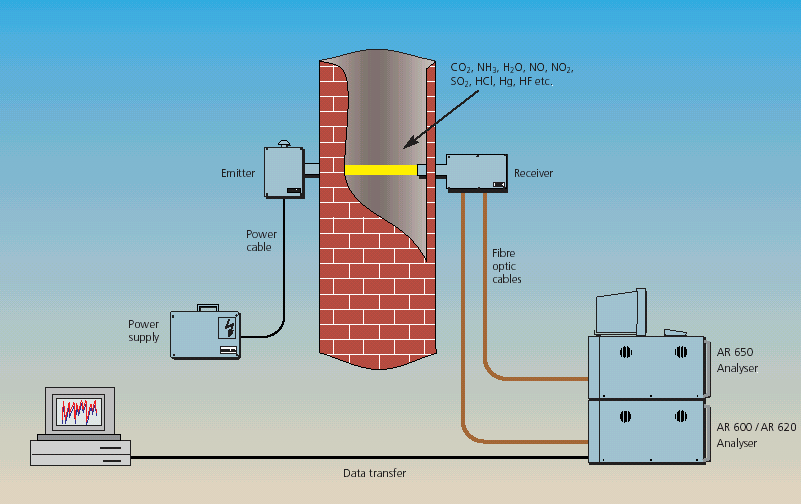 CO₂, NH₃, H₂O, NO, NO₂,
SO₂, HCl, Hg, HF etc.
Emitter
Receiver
Power
cable
Fibre
optic
cables
Power
supply
AR 650
Analyser
AR 600 / AR 620
Analyser
Data transfer